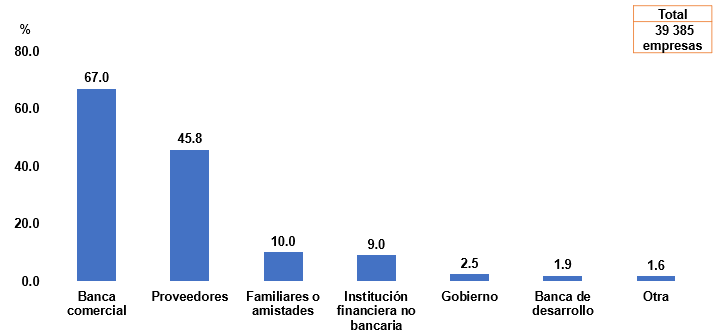 Total
39 385
empresas
%
80.0
60.0
40.0
20.0
0.0
67.0
45.8
10.0
9.0
2.5
1.9
1.6
Banca
comercial
Proveedores
Familiares o
amistades
Institución
financiera no
bancaria
Gobierno
Banca de
desarrollo
Otra